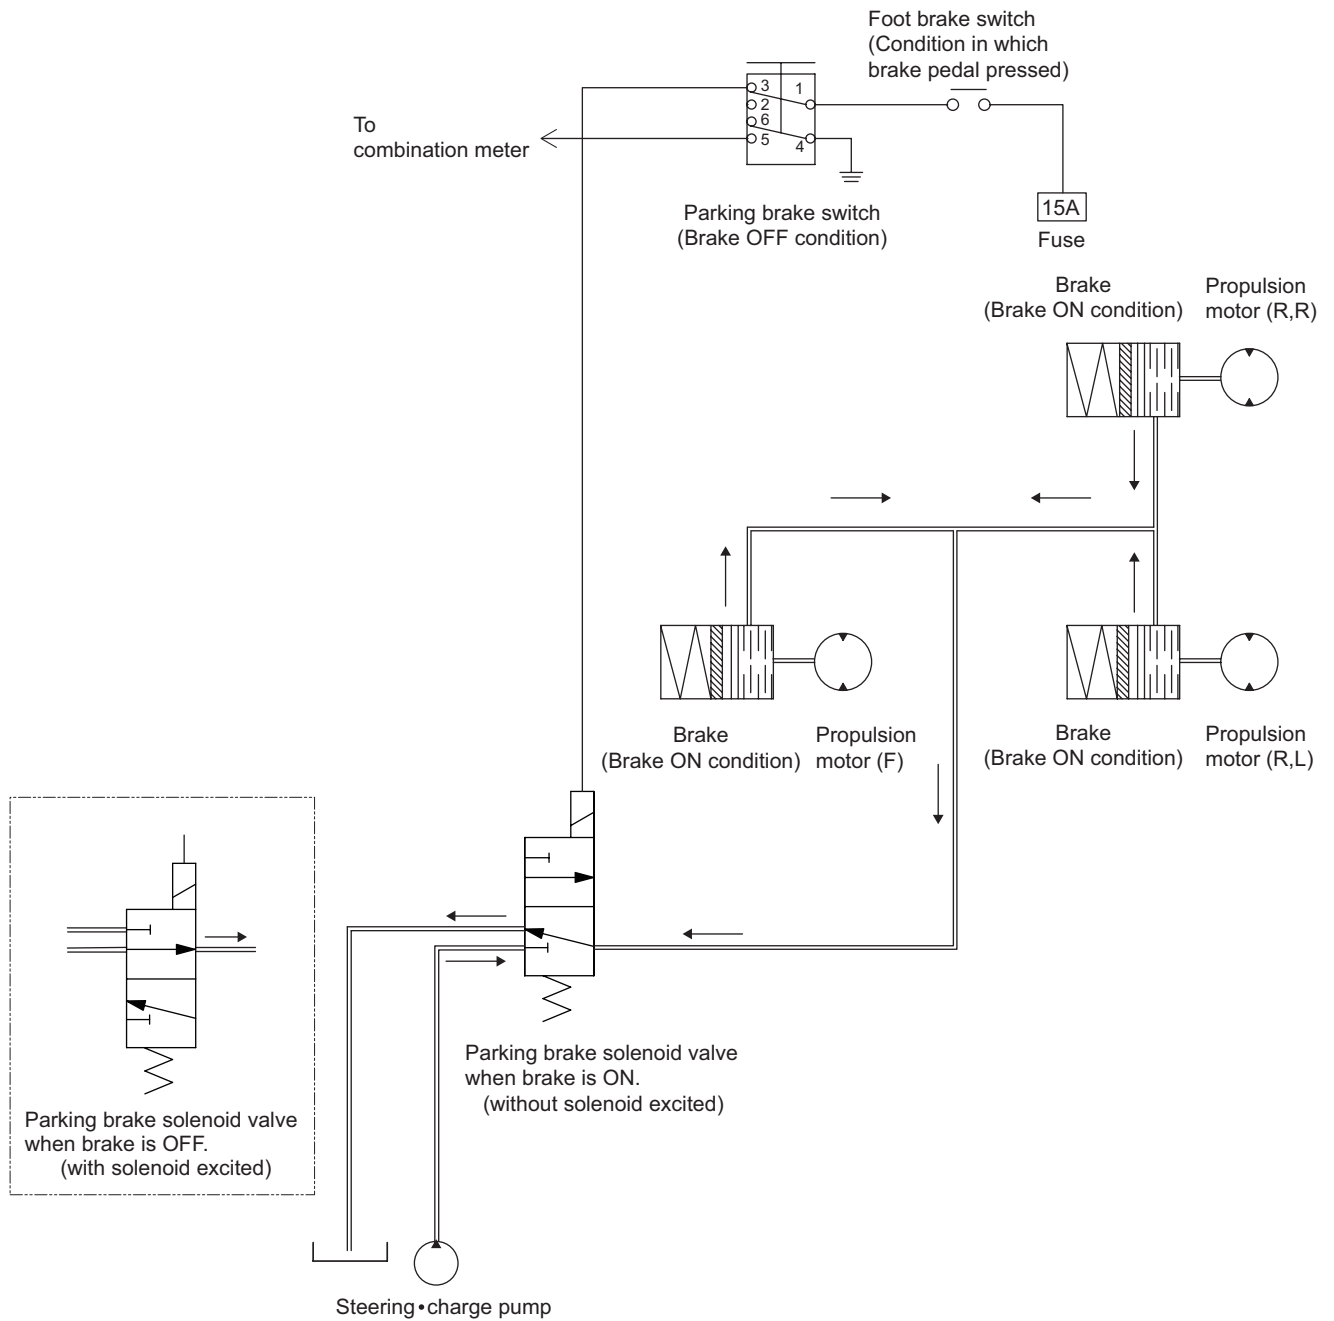 Foot brake switch
(Condition in which
brake pedal pressed)
3
1
2
6
5
4
To
combination meter
Parking brake switch
(Brake OFF condition)
15A
Fuse
Brake
(Brake ON condition)
Propulsion
motor (R,R)
Brake
(Brake ON condition)
Propulsion
motor (F)
Brake
(Brake ON condition)
Propulsion
motor (R,L)
Parking brake solenoid valve
when brake is ON.
(without solenoid excited)
Parking brake solenoid valve
when brake is OFF.
(with solenoid excited)
Steering•charge pump